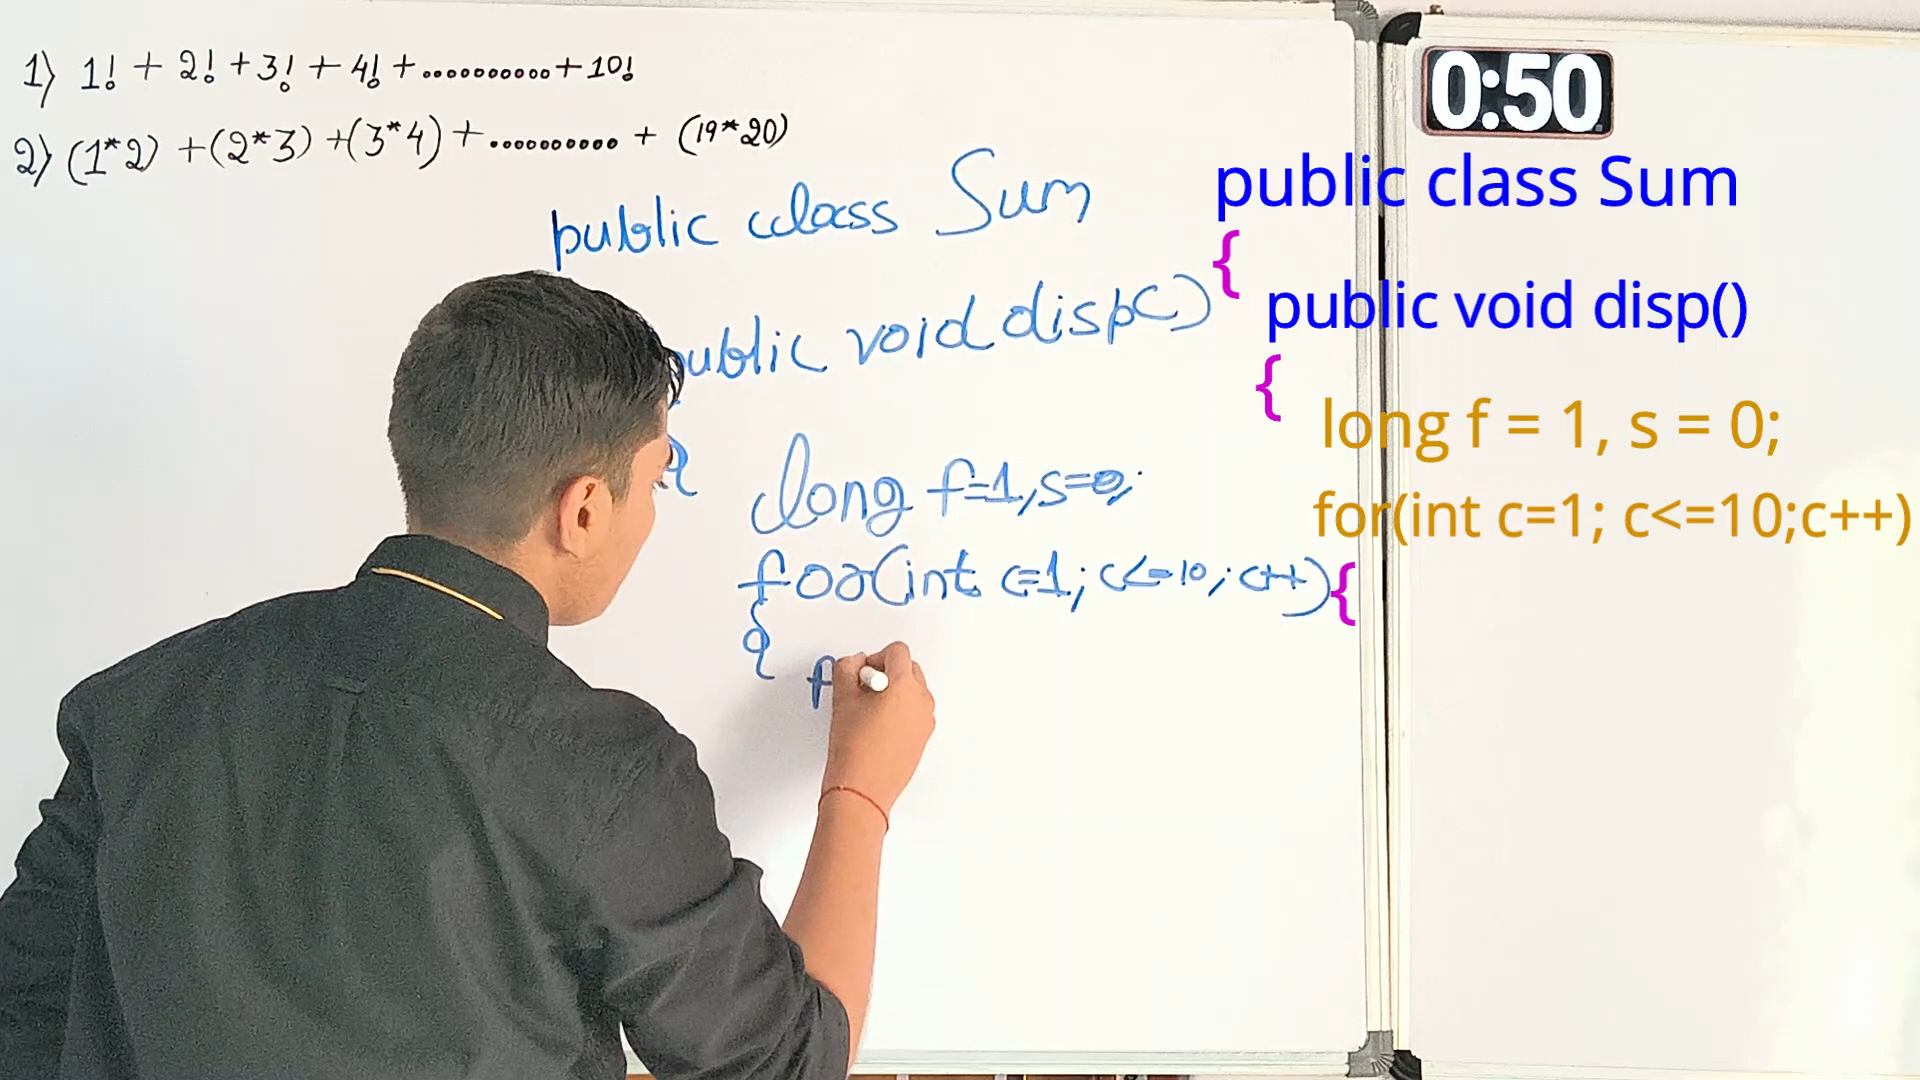 1) 1! + 2! + 3! + 4! + .......... + 10!
2) (1*2) + (2*3) + (3*4) + .......... + (19*20)
public class Sum
public void disp()
{
long f=1,s=0;
for(int c=1; c<=10; c++)
{
f
0:50
public class Sum
{
public void disp()
{
long f = 1, s = 0;
for(int c=1; c<=10;c++)
{